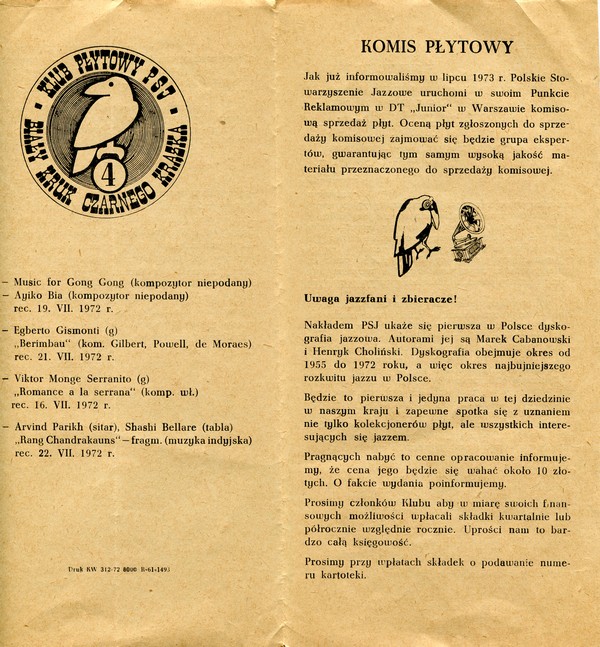 KLUB PŁYTOWY PSJ
BIAŁY KRUK CZARNEGO KRĄŻKA
4
– Music for Gong Gong (kompozytor niepodany)
– Ayiko Bia (kompozytor niepodany)
rec. 19. VII. 1972 r.
– Egberto Gismonti (g)
„Berimbau" (kom. Gilbert, Powell, de Moraes)
rec. 21. VII. 1972 r.
– Viktor Monge Serranito (g)
„Romance a la serrana" (komp. wł.)
rec. 16. VII. 1972 r.
– Arvind Parikh (sitar), Shashi Bellare (tabla)
„Rang Chandrakauns" – fragm. (muzyka indyjska)
rec. 22. VII. 1972 r.
Druk KW 312-72 8000
KOMIS PŁYTOWY
Jak już informowaliśmy w lipcu 1973 r. Polskie Sto-
warzyszenie Jazzowe uruchomi w swoim Punkcie
Reklamowym w DT „Junior" w Warszawie komiso-
wą sprzedaż płyt. Oceną płyt zgłoszonych do sprze-
daży komisowej zajmować się będzie grupa eksper-
tów, gwarantując tym samym wysoką jakość ma-
teriału przeznaczonego do sprzedaży komisowej.
Uwaga jazzfani i zbieracze!
Nakładem PSJ ukaże się pierwsza w Polsce dysko-
grafia jazzowa. Autorami jej są Marek Cabanowski
i Henryk Choliński. Dyskografia obejmuje okres od
1955 do 1972 roku, a więc okres najbujniejszego
rozkwitu jazzu w Polsce.
Będzie to pierwsza i jedyna praca w tej dziedzinie
w naszym kraju i zapewne spotka się z uznaniem
nie tylko kolekcjonerów płyt, ale wszystkich intere-
sujących się jazzem.
Pragnących nabyć to cenne opracowanie informuje-
my, że cena jego będzie się wahać około 10 zło-
tych. O fakcie wydania poinformujemy.
Prosimy członków Klubu aby w miarę swoich finan-
sowych możliwości wpłacali składki kwartalnie lub
półrocznie względnie rocznie. Uprości nam to bar-
dzo całą księgowość.
Prosimy przy wpłatach składek o podawanie nume-
ru kartoteki.